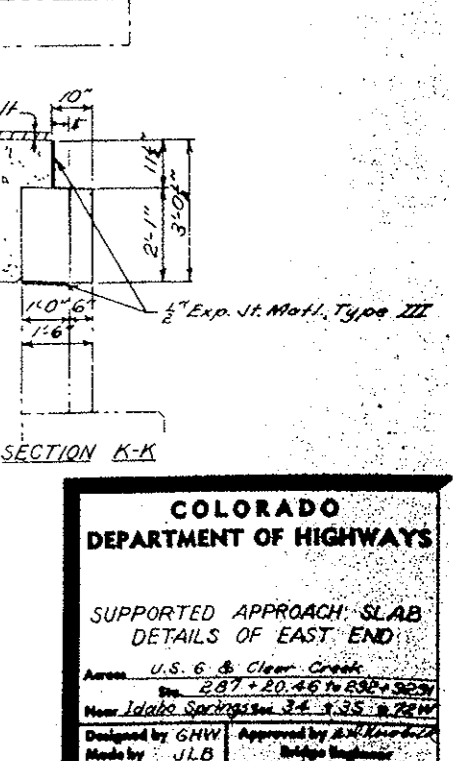 10"
11½"
2'-1"
3'-0½"
1'-0" 6"
1'-6"
½" Exp. Jt. Matl. Type III
SECTION K-K
COLORADO
DEPARTMENT OF HIGHWAYS
SUPPORTED APPROACH SLAB
DETAILS OF EAST END
Across U.S. 6 & Clear Creek
Sta. 287+20.46 to
Near Idaho Springs Sec 34 35 72W
Designed by GHW Approved by
Made by JLB Bridge Engineer